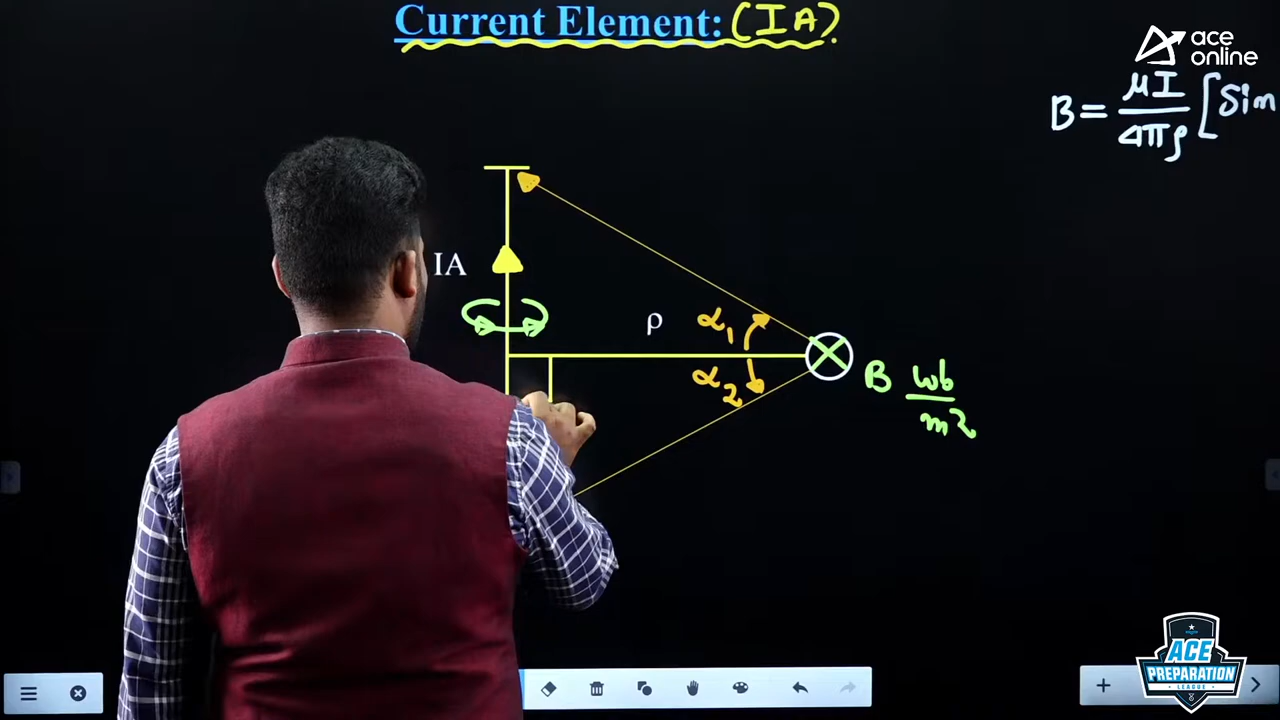 Current Element: (IA).
ace
online
B = μI / 4πρ [Sin
IA
ρ
α1
α2
B Wb / m2
ACE
PREPARATION
LEAGUE